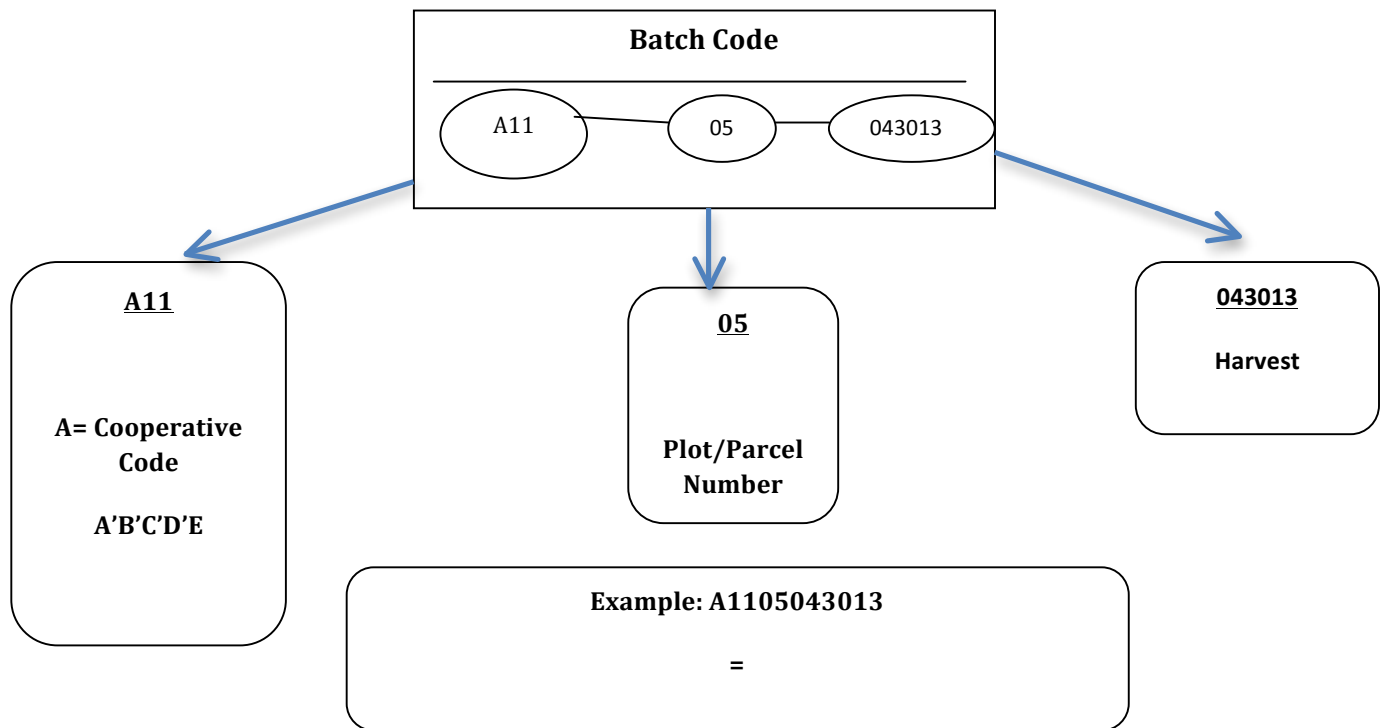 Batch Code
A11
05
043013
A11
A= Cooperative
Code
A’B’C’D’E
05
Plot/Parcel
Number
043013
Harvest
Example: A1105043013
=